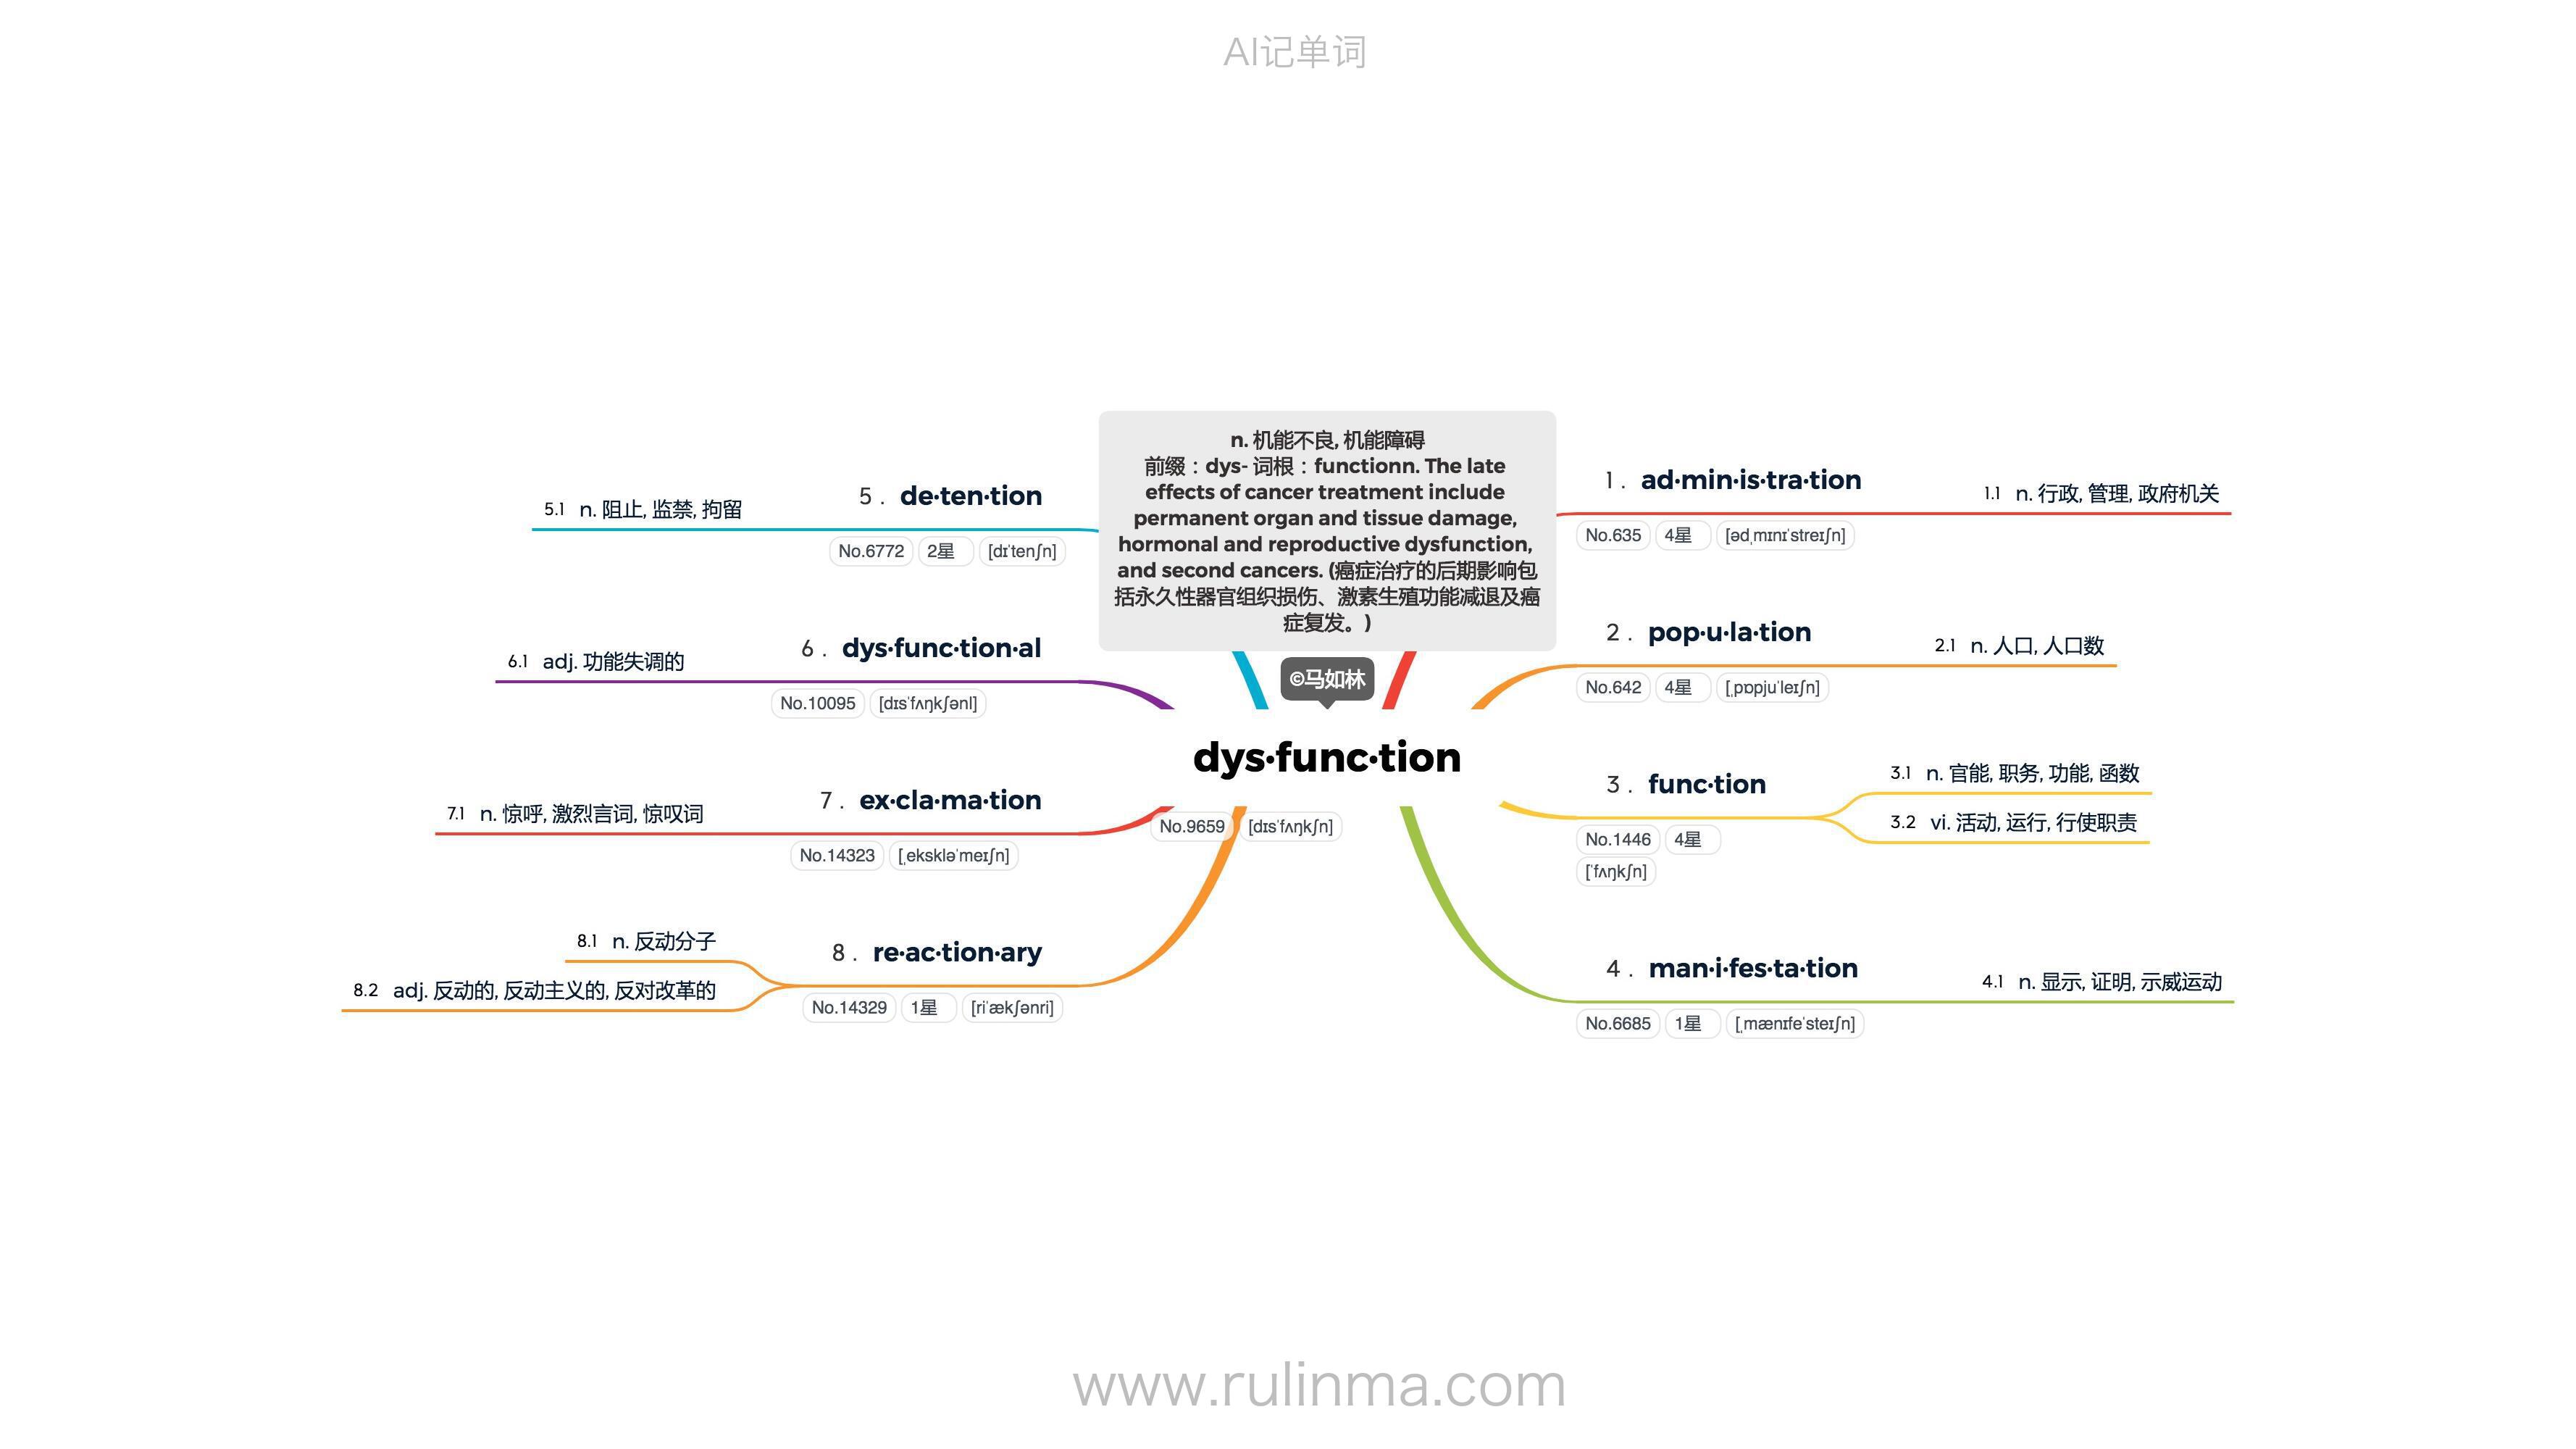 AI记单词
n. 机能不良, 机能障碍
前缀：dys- 词根：functionn. The late
effects of cancer treatment include
permanent organ and tissue damage,
hormonal and reproductive dysfunction,
and second cancers. (癌症治疗的后期影响包
括永久性器官组织损伤、激素生殖功能减退及癌
症复发。)
©马如林
dys·func·tion
No.9659 [dɪsˈfʌŋkʃn]
1 . ad·min·is·tra·tion
No.635 4星 [ədˌmɪnɪˈstreɪʃn]
1.1 n. 行政, 管理, 政府机关
2 . pop·u·la·tion
No.642 4星 [ˌpɒpjuˈleɪʃn]
2.1 n. 人口, 人口数
3 . func·tion
No.1446 4星
[ˈfʌŋkʃn]
3.1 n. 官能, 职务, 功能, 函数
3.2 vi. 活动, 运行, 行使职责
4 . man·i·fes·ta·tion
No.6685 1星 [ˌmænɪfeˈsteɪʃn]
4.1 n. 显示, 证明, 示威运动
5 . de·ten·tion
No.6772 2星 [dɪˈtenʃn]
5.1 n. 阻止, 监禁, 拘留
6 . dys·func·tion·al
No.10095 [dɪsˈfʌŋkʃənl]
6.1 adj. 功能失调的
7 . ex·cla·ma·tion
No.14323 [ˌekskləˈmeɪʃn]
7.1 n. 惊呼, 激烈言词, 惊叹词
8 . re·ac·tion·ary
No.14329 1星 [riˈækʃənri]
8.1 n. 反动分子
8.2 adj. 反动的, 反动主义的, 反对改革的
www.rulinma.com